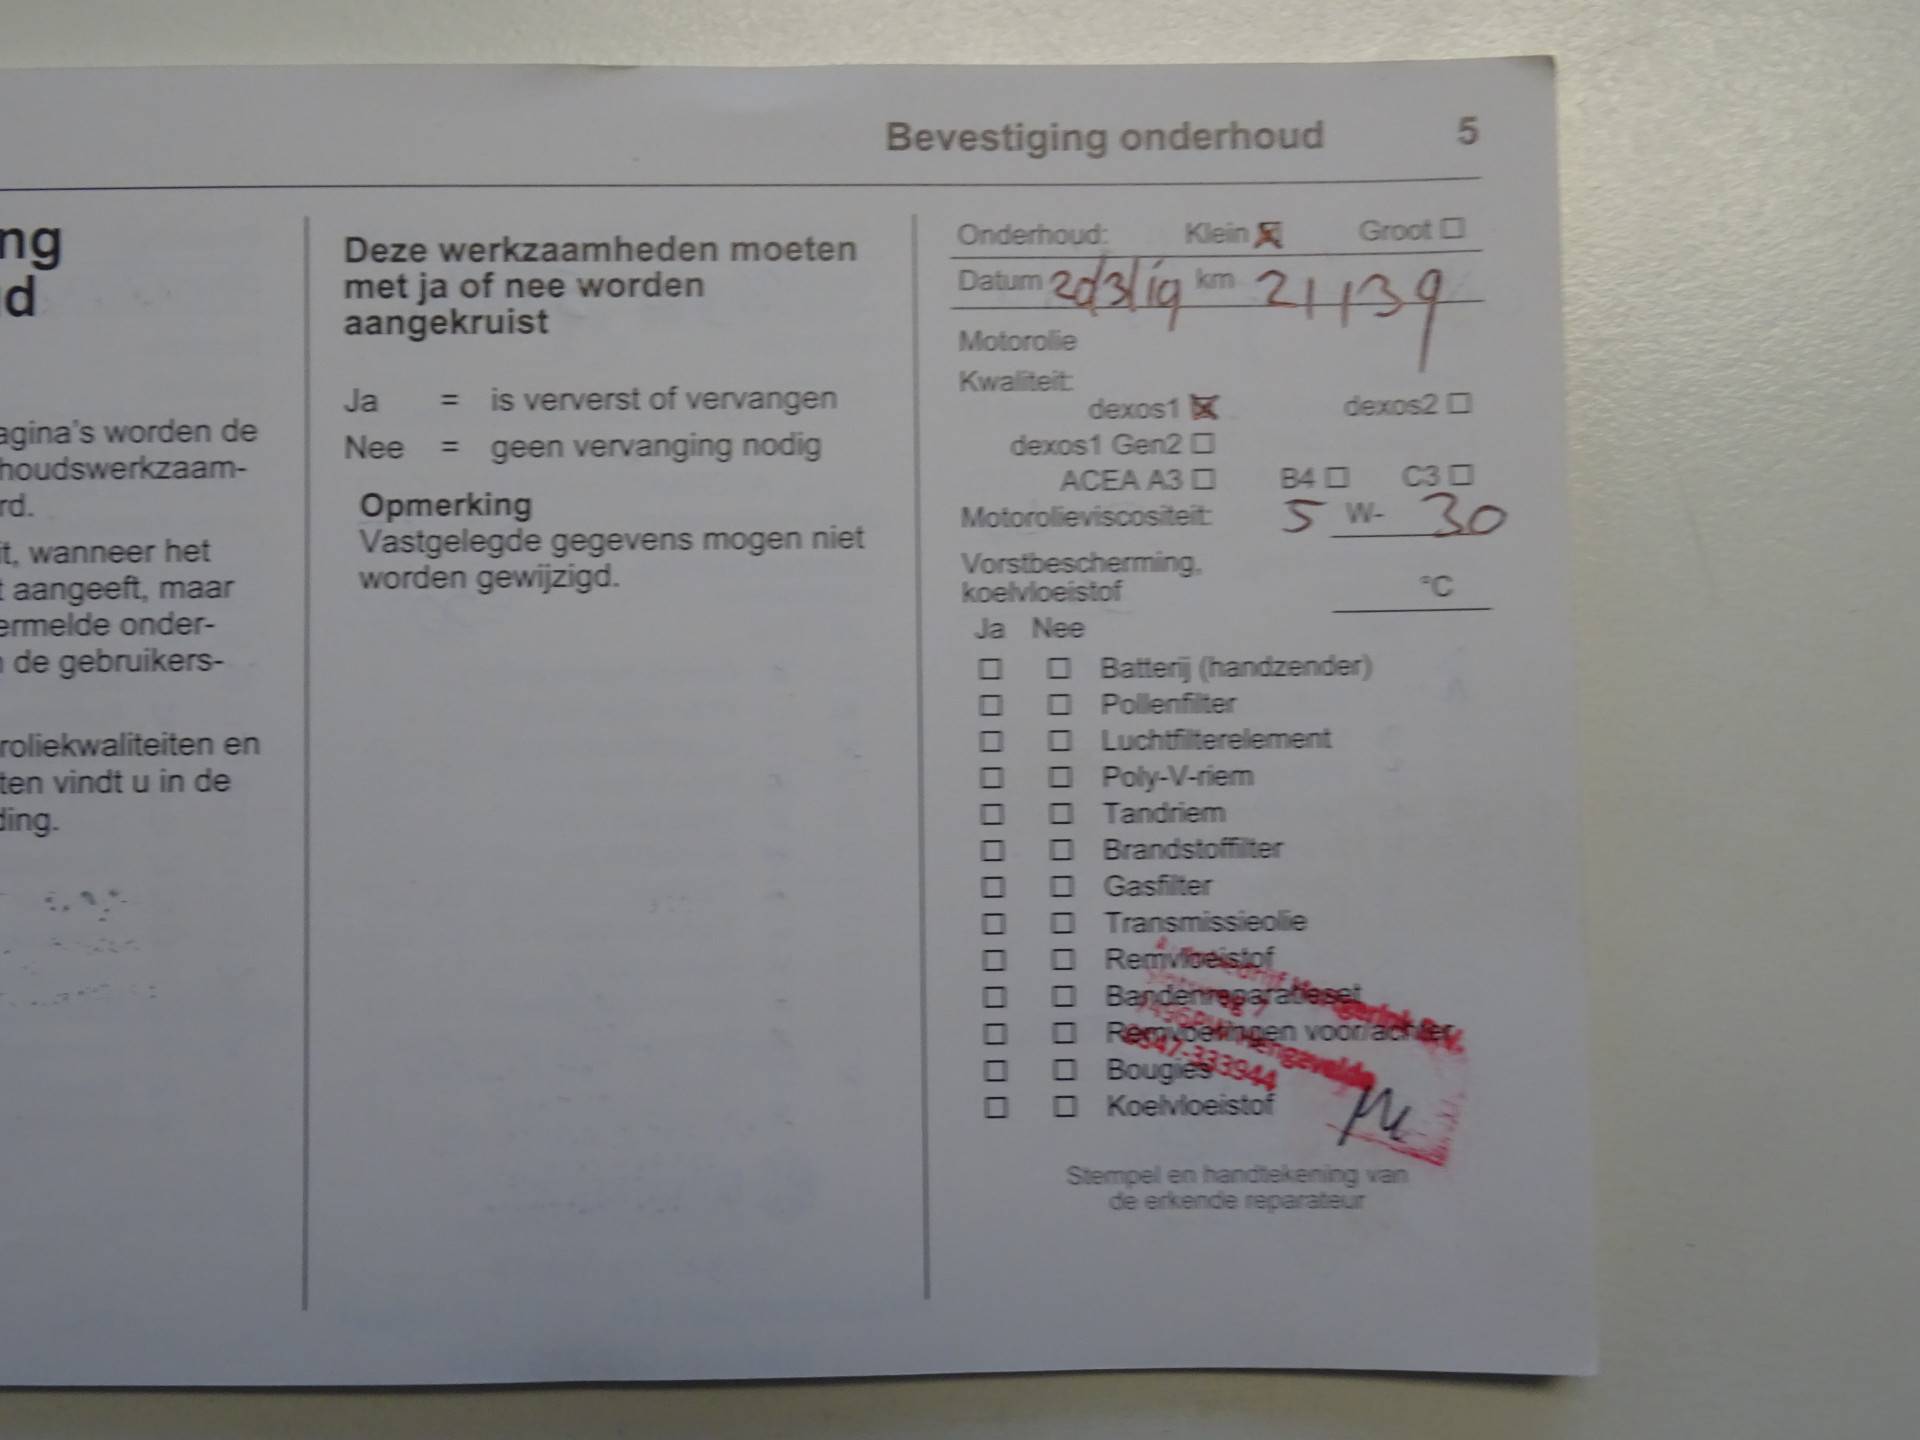 Bevestiging onderhoud 5
ng
d
agina's worden de
houdswerkzaam-
rd.
it, wanneer het
t aangeeft, maar
ermelde onder-
de gebruikers-
roliekwaliteiten en
ten vindt u in de
ding.
Deze werkzaamheden moeten
met ja of nee worden
aangekruist
Ja = is ververst of vervangen
Nee = geen vervanging nodig
Opmerking
Vastgelegde gegevens mogen niet
worden gewijzigd.
Onderhoud: Klein ☒ Groot ☐
Datum 20/3/19 km 21139
Motorolie
Kwaliteit:
dexos1 ☒ dexos2 ☐
dexos1 Gen2 ☐
ACEA A3 ☐ B4 ☐ C3 ☐
Motorolieviscositeit: 5 W- 30
Vorstbescherming,
koelvloeistof °C
Ja Nee
☐ ☐ Batterij (handzender)
☐ ☐ Pollenfilter
☐ ☐ Luchtfilterelement
☐ ☐ Poly-V-riem
☐ ☐ Tandriem
☐ ☐ Brandstoffilter
☐ ☐ Gasfilter
☐ ☐ Transmissieolie
☐ ☐ Remvloeistof
☐ ☐ Bandenreparatieset
☐ ☐ Remvoeringen voor/achter
☐ ☐ Bougies
☐ ☐ Koelvloeistof
B.V.
Hengevelde
0547-333944
Stempel en handtekening van
de erkende reparateur